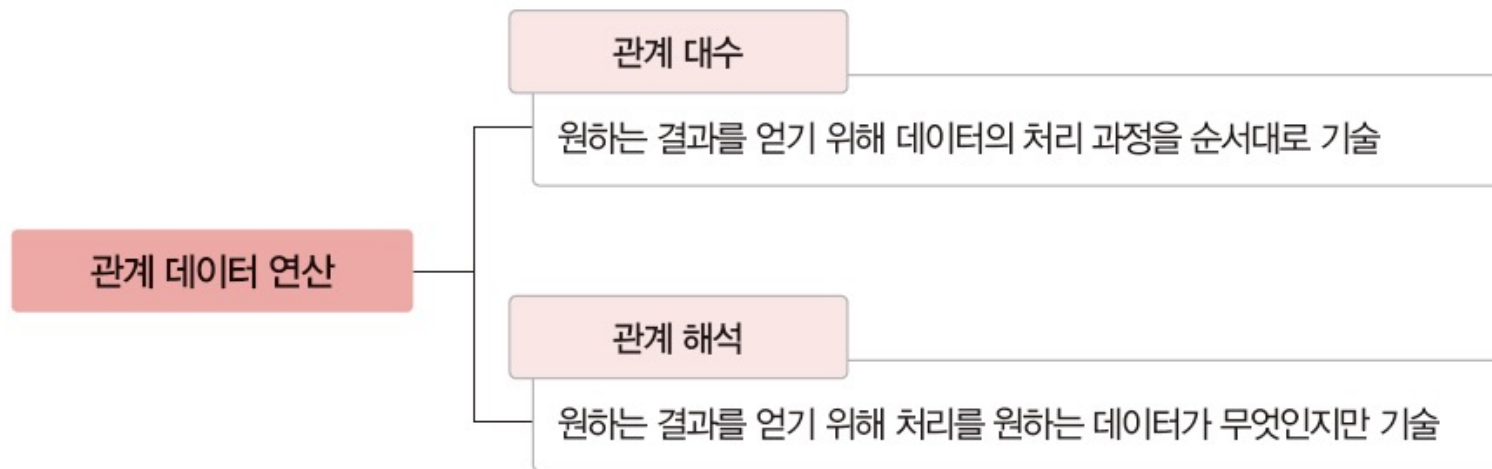 관계 대수
원하는 결과를 얻기 위해 데이터의 처리 과정을 순서대로 기술
관계 데이터 연산
관계 해석
원하는 결과를 얻기 위해 처리를 원하는 데이터가 무엇인지만 기술